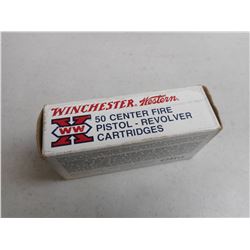 WINCHESTER Western
WW
50 CENTER FIRE
PISTOL - REVOLVER
CARTRIDGES